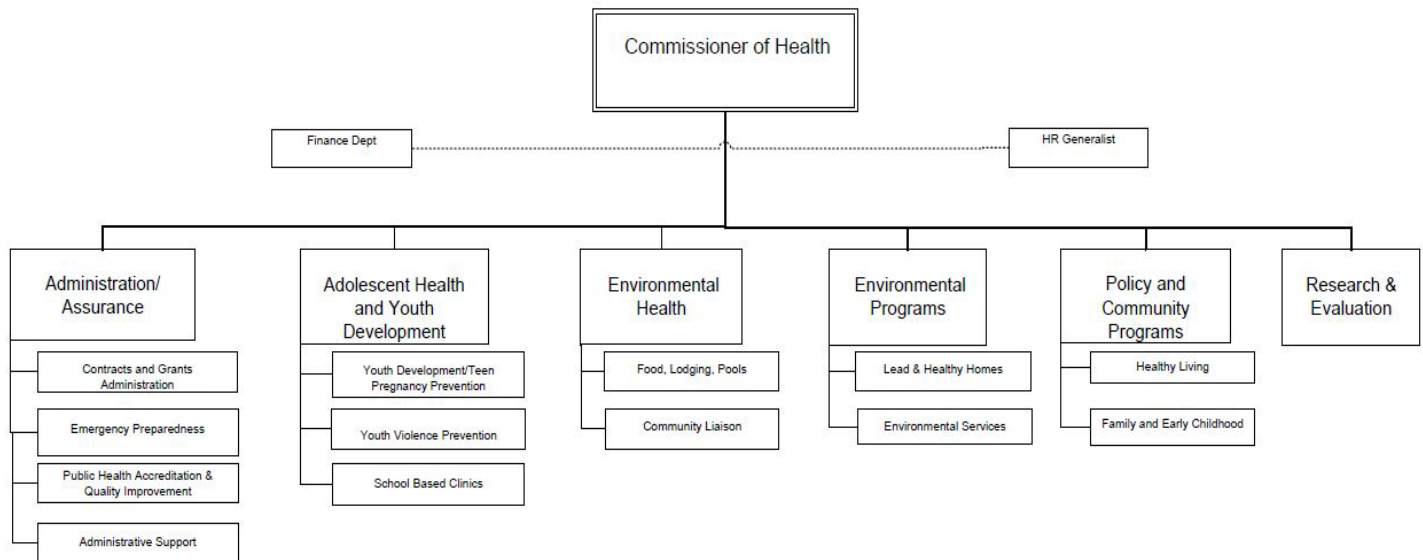 Commissioner of Health
Finance Dept
HR Generalist
Administration/
Assurance
Adolescent Health
and Youth
Development
Environmental
Health
Environmental
Programs
Policy and
Community
Programs
Research &
Evaluation
Contracts and Grants
Administration
Emergency Preparedness
Public Health Accreditation &
Quality Improvement
Administrative Support
Youth Development/Teen
Pregnancy Prevention
Youth Violence Prevention
School Based Clinics
Food, Lodging, Pools
Community Liaison
Lead & Healthy Homes
Environmental Services
Healthy Living
Family and Early Childhood